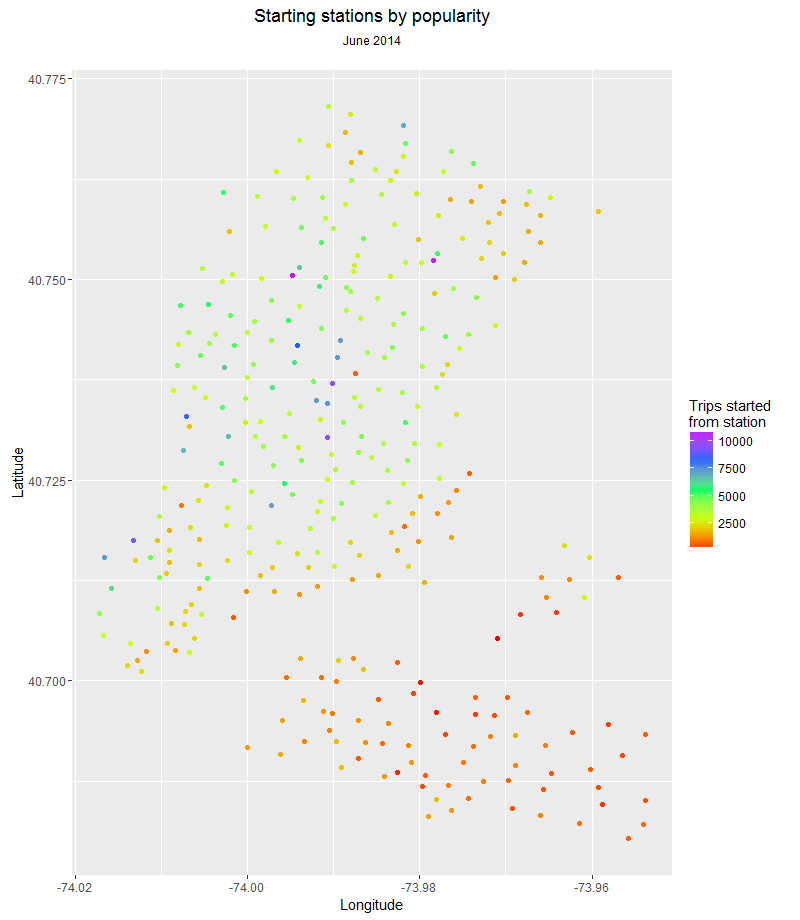 Starting stations by popularity
June 2014
40.775
40.750
40.725
40.700
Latitude
-74.02
-74.00
-73.98
-73.96
Longitude
Trips started
from station
10000
7500
5000
2500